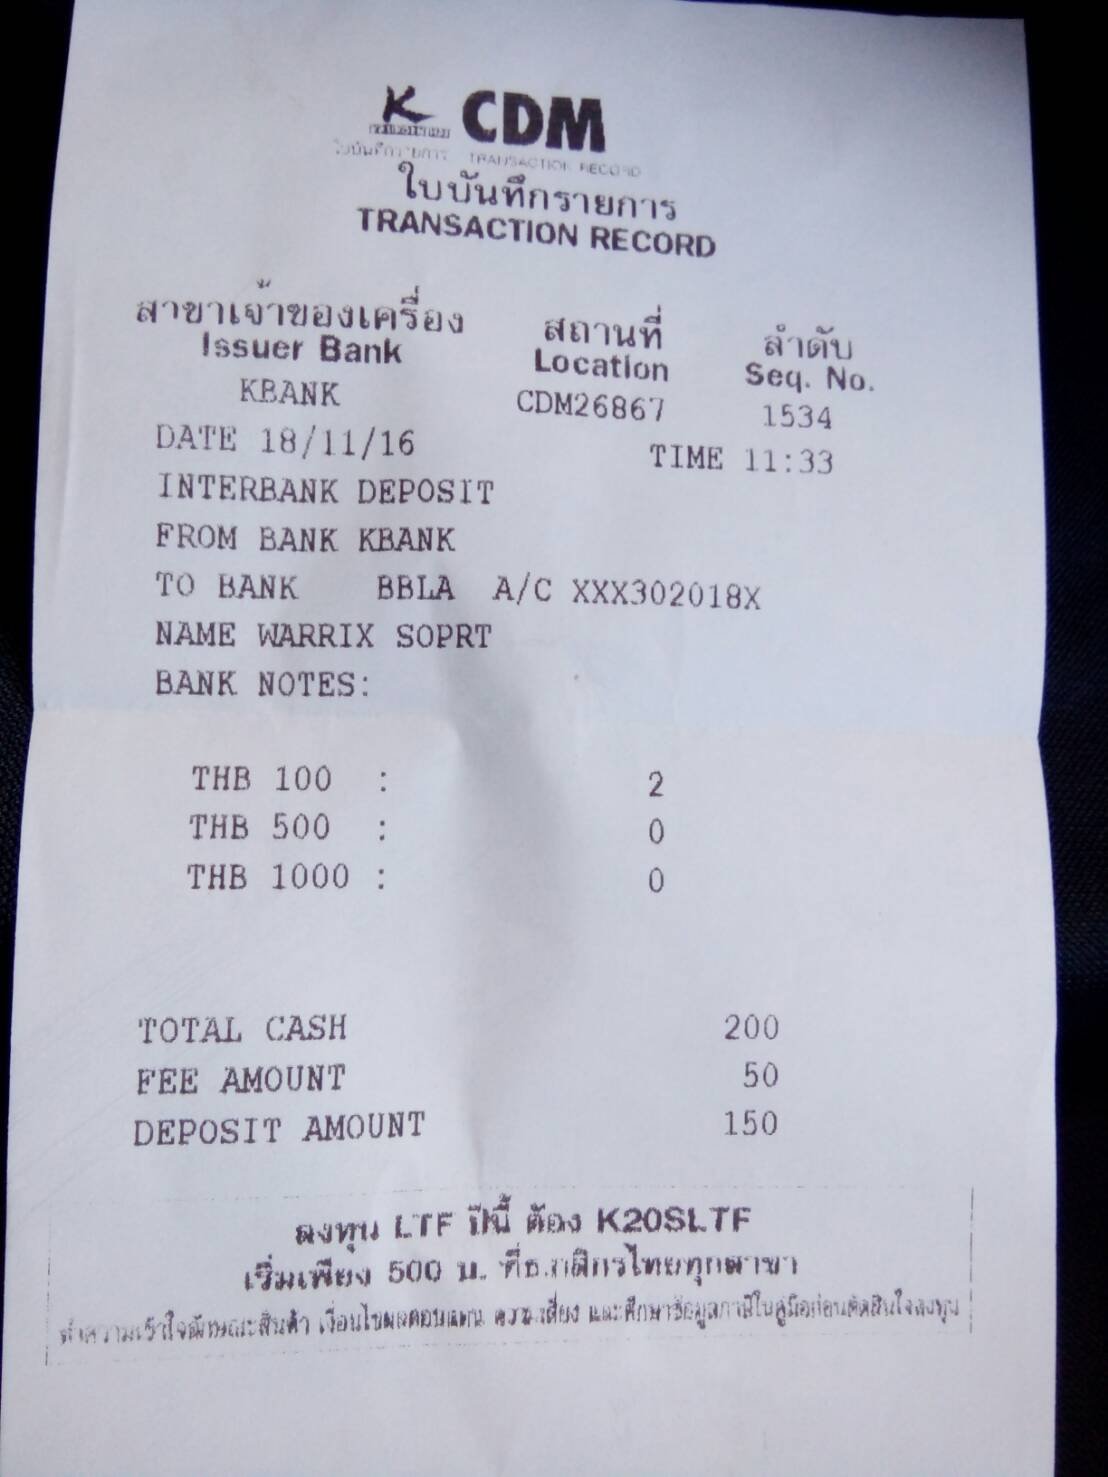 K CDM
ใบบันทึกรายการ TRANSACTION RECORD
ใบบันทึกรายการ
TRANSACTION RECORD
สาขาเจ้าของเครื่อง สถานที่ ลำดับ
Issuer Bank Location Seq. No.
KBANK CDM26867 1534
DATE 18/11/16 TIME 11:33
INTERBANK DEPOSIT
FROM BANK KBANK
TO BANK BBLA A/C XXX302018X
NAME WARRIX SOPRT
BANK NOTES:
THB 100 : 2
THB 500 : 0
THB 1000 : 0
TOTAL CASH 200
FEE AMOUNT 50
DEPOSIT AMOUNT 150
ลงทุน LTF ปีนี้ ต้อง K20SLTF
เริ่มเพียง 500 บ. ที่ธ.กสิกรไทยทุกสาขา
ทำความเข้าใจลักษณะสินค้า เงื่อนไขผลตอบแทน ความเสี่ยง และศึกษาข้อมูลภาษีในคู่มือก่อนตัดสินใจลงทุน